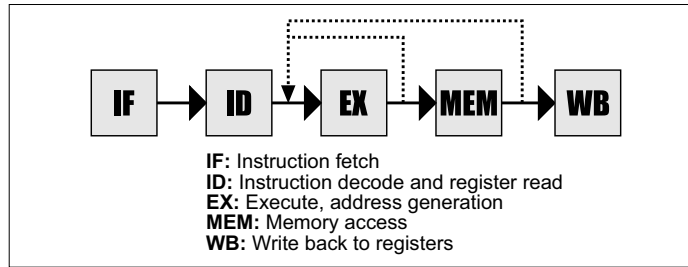 IF ID EX MEM WB
IF: Instruction fetch
ID: Instruction decode and register read
EX: Execute, address generation
MEM: Memory access
WB: Write back to registers